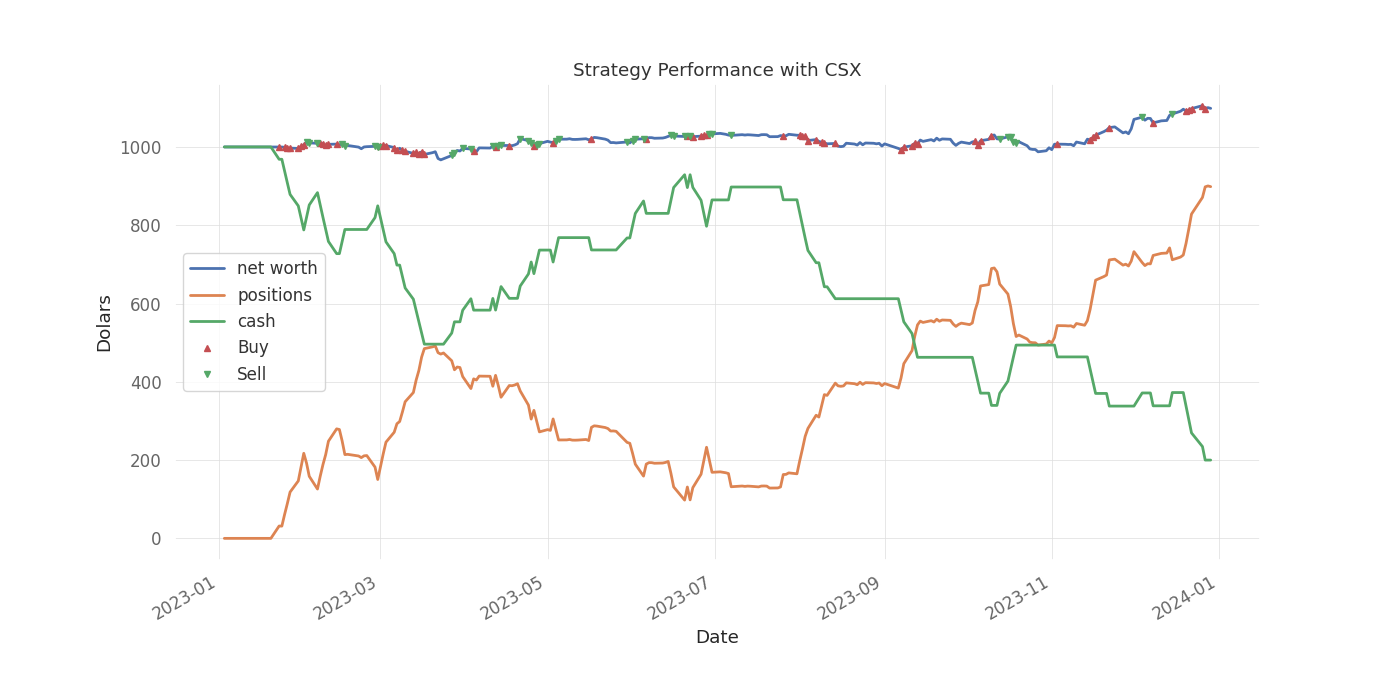 Strategy Performance with CSX
1000
800
600
400
200
0
Dolars
net worth
positions
cash
Buy
Sell
2023-01
2023-03
2023-05
2023-07
2023-09
2023-11
2024-01
Date